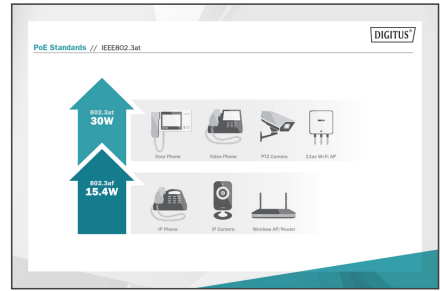 DIGITUS®
PoE Standards // IEEE802.3at
802.3at
30W
Door Phone Video Phone PTZ Camera 11ac Wi-Fi AP
802.3af
15.4W
IP Phone IP Camera Wireless AP/Router